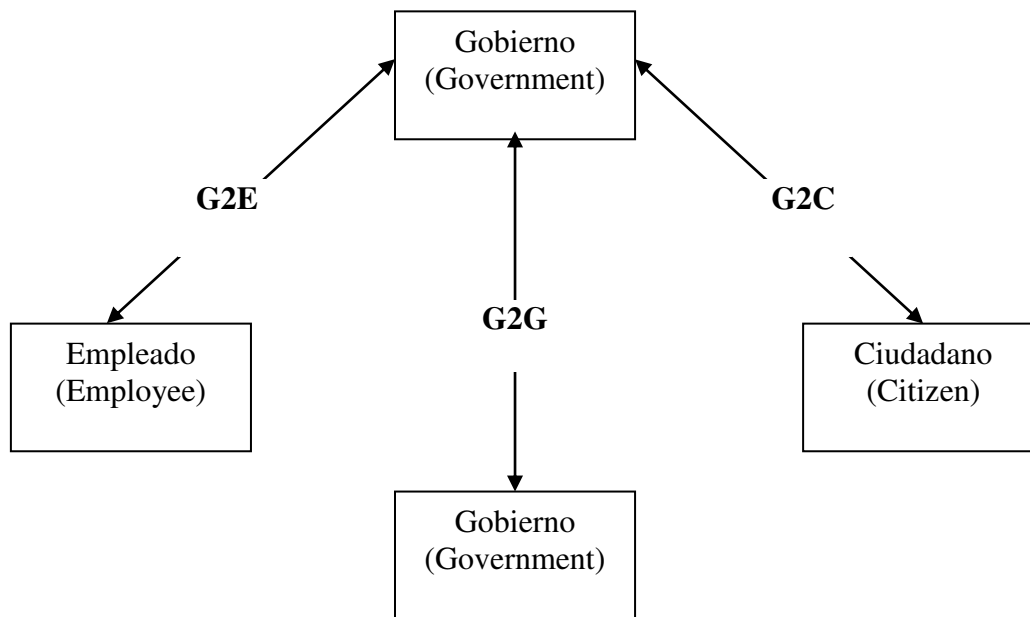 Gobierno
(Government)
G2E
G2C
G2G
Empleado
(Employee)
Ciudadano
(Citizen)
Gobierno
(Government)